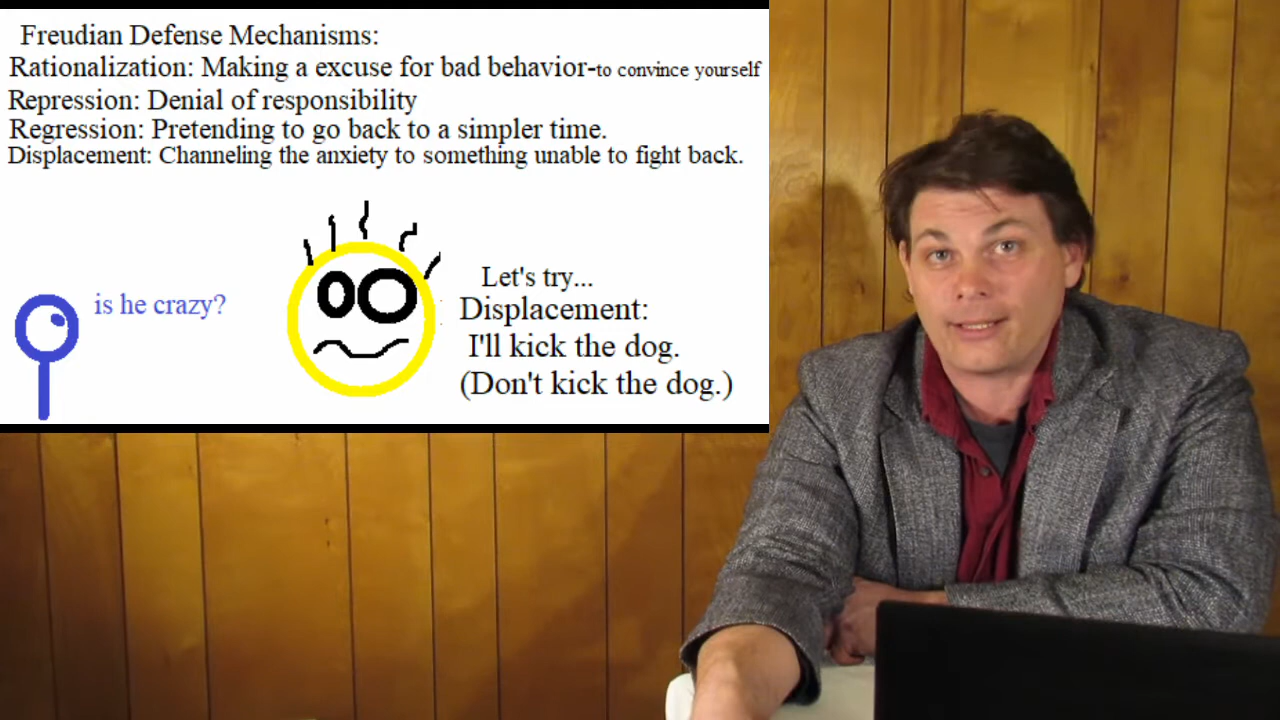 Freudian Defense Mechanisms:
Rationalization: Making a excuse for bad behavior-to convince yourself
Repression: Denial of responsibility
Regression: Pretending to go back to a simpler time.
Displacement: Channeling the anxiety to something unable to fight back.
is he crazy?
Let's try...
Displacement:
I'll kick the dog.
(Don't kick the dog.)